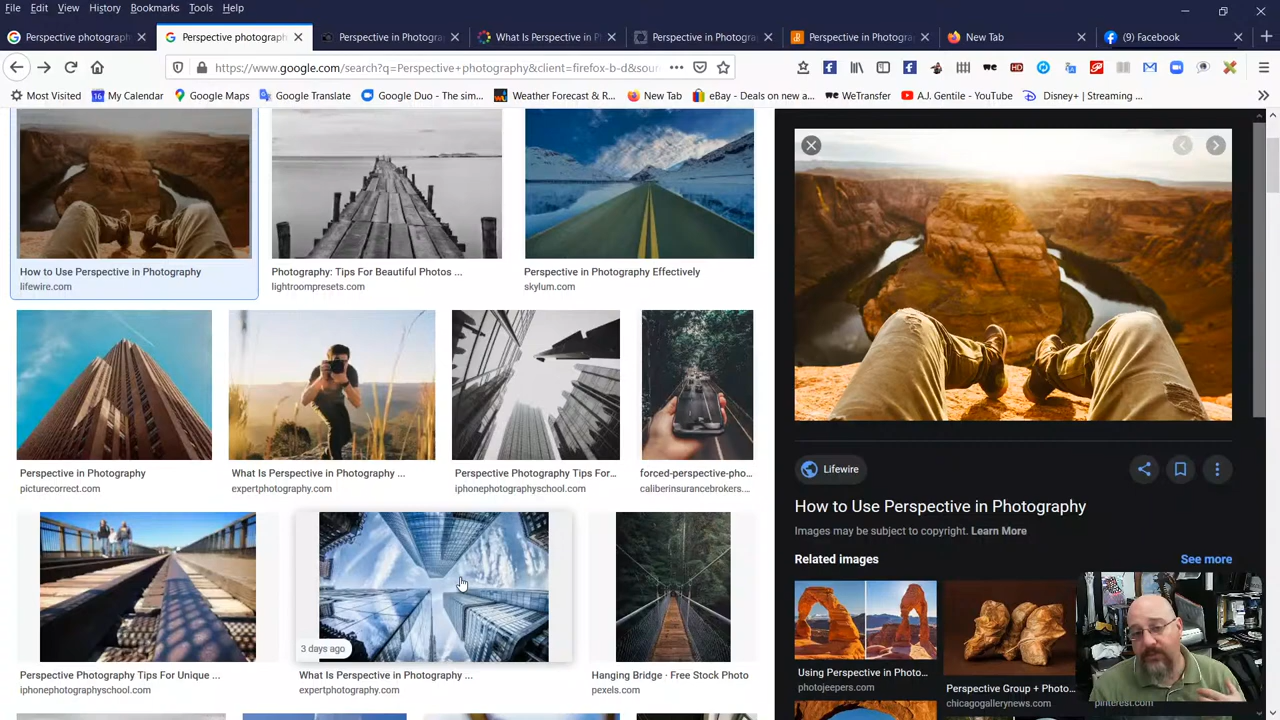 File Edit View History Bookmarks Tools Help
Perspective photograph
Perspective photograph
Perspective in Photogra
What Is Perspective in P
Perspective in Photogra
Perspective in Photogra
New Tab
(9) Facebook
https://www.google.com/search?q=Perspective+photography&client=firefox-b-d&sou
Most Visited
16 My Calendar
Google Maps
Google Translate
Google Duo - The sim...
Weather Forecast & R...
New Tab
eBay - Deals on new a...
we WeTransfer
A.J. Gentile - YouTube
Disney+ | Streaming ...
How to Use Perspective in Photography
lifewire.com
Photography: Tips For Beautiful Photos ...
lightroompresets.com
Perspective in Photography Effectively
skylum.com
Perspective in Photography
picturecorrect.com
What Is Perspective in Photography ...
expertphotography.com
Perspective Photography Tips For...
iphonephotographyschool.com
forced-perspective-pho...
caliberinsurancebrokers....
Perspective Photography Tips For Unique ...
iphonephotographyschool.com
3 days ago
What Is Perspective in Photography ...
expertphotography.com
Hanging Bridge · Free Stock Photo
pexels.com
Lifewire
How to Use Perspective in Photography
Images may be subject to copyright. Learn More
Related images
See more
Using Perspective in Photo...
photojeepers.com
Perspective Group + Photo...
chicagogallerynews.com
pinterest.com